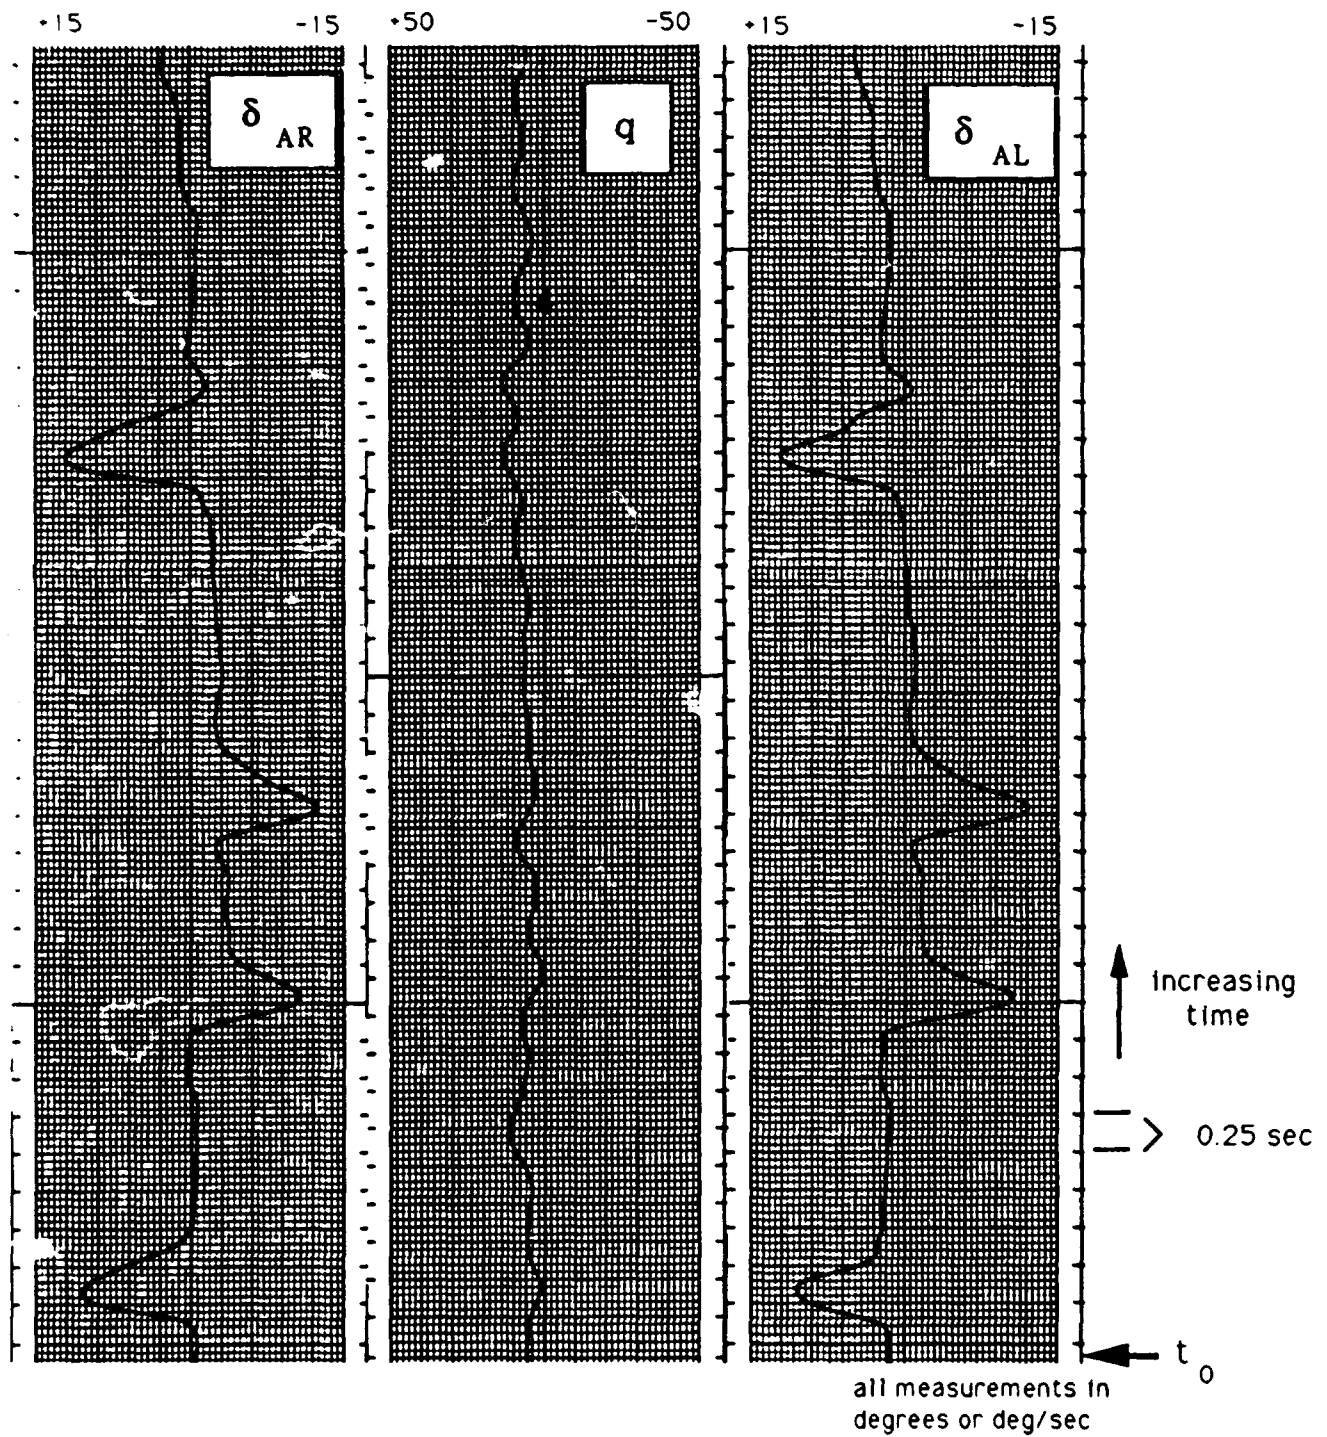 +15 -15 +50 -50 +15 -15
δ AR
q
δ AL
increasing
time
0.25 sec
t 0
all measurements in
degrees or deg/sec